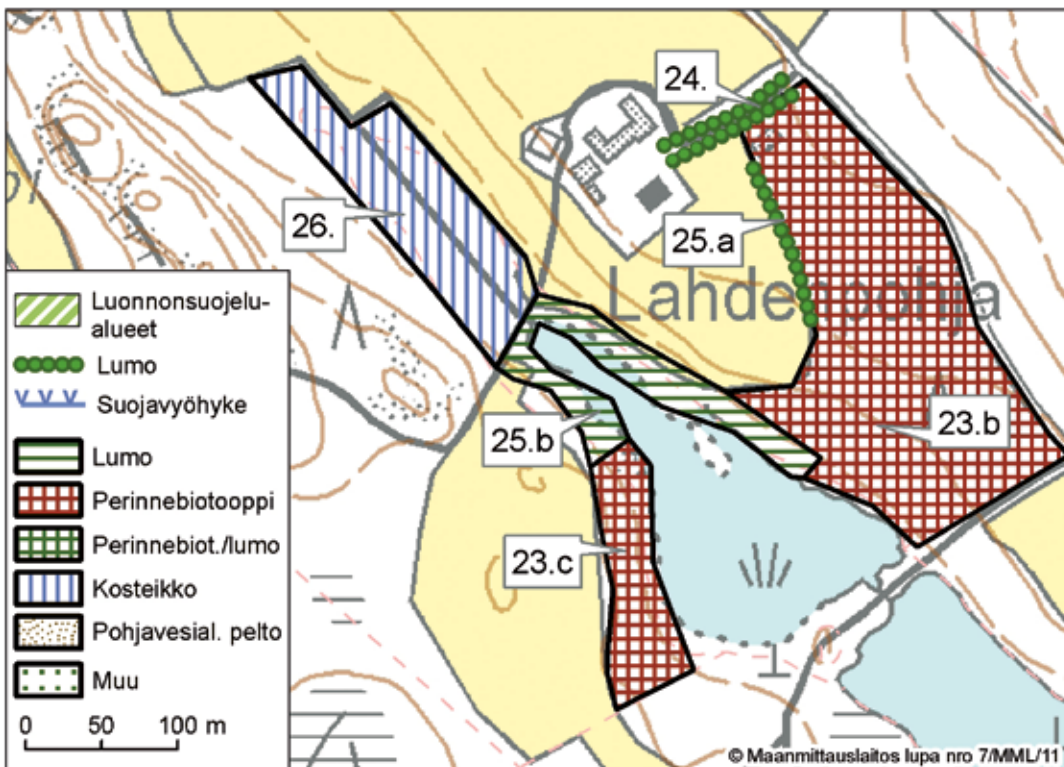 24.
26.
25.a
Lahdenpohja
23.b
25.b
23.c
Luonnonsuojelu-
alueet
Lumo
Suojavyöhyke
Lumo
Perinnebiotooppi
Perinnebiot./lumo
Kosteikko
Pohjavesial. pelto
Muu
0 50 100 m
© Maanmittauslaitos lupa nro 7/MML/11